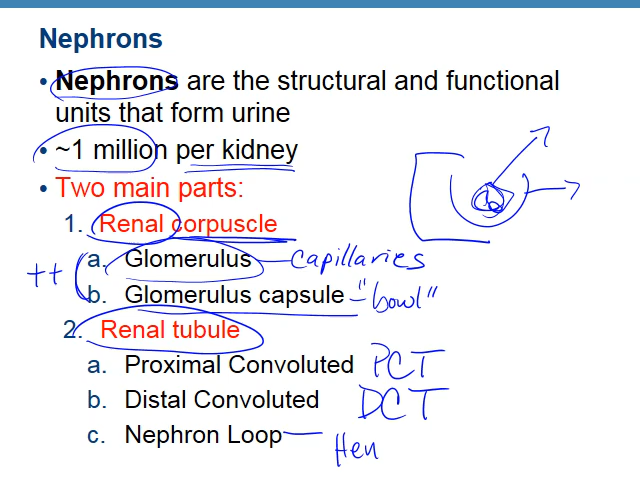 Nephrons
• Nephrons are the structural and functional
units that form urine
• ~1 million per kidney
• Two main parts:
1. Renal corpuscle
++ a. Glomerulus — Capillaries
b. Glomerulus capsule – "bowl"
2. Renal tubule
a. Proximal Convoluted PCT
b. Distal Convoluted DCT
c. Nephron Loop — Hen